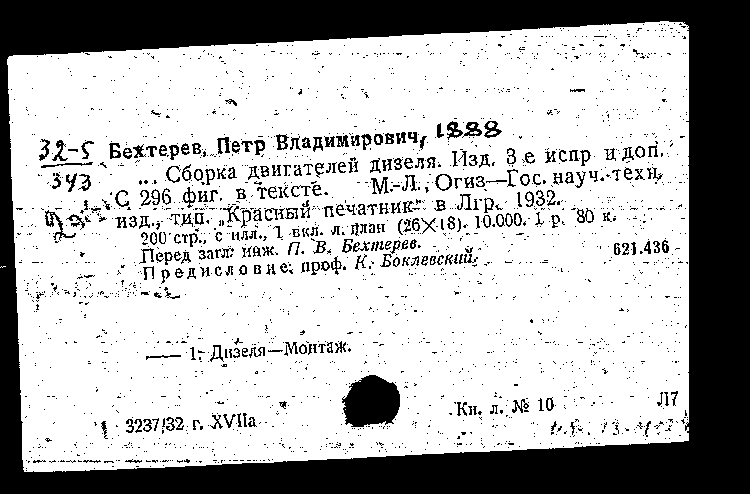 32-5 Бехтерев, Петр Владимирович, 1888
343 ... Сборка двигателей дизеля. Изд. 3 е испр и доп.
С 296 фиг. в тексте. М.-Л., Огиз—Гос. науч.-техн.
изд., тип. „Красный печатник“ в Лгр. 1932.
200 стр., с илл., 1 вкл. л. план (26×18). 10.000. 1 р. 80 к.
Перед загл: инж. П. В. Бехтерев.
621.436
Предисловие: проф. К. Боклевский.
—— 1. Дизеля—Монтаж.
3237/32 г. XVIIа
Кн. л. № 10
Л7